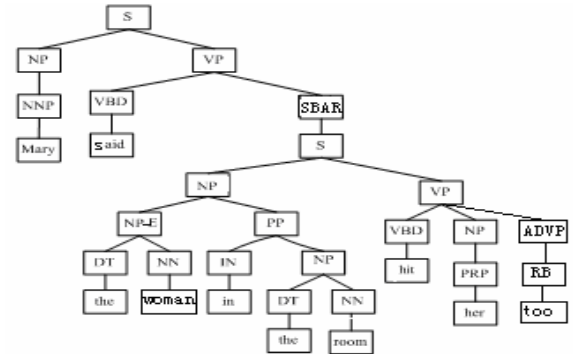 S
NP VP
NNP VBD SBAR
Mary said S
NP VP
NP-E PP VBD NP ADVP
DT NN IN NP hit PRP RB
the woman in DT NN her too
the room